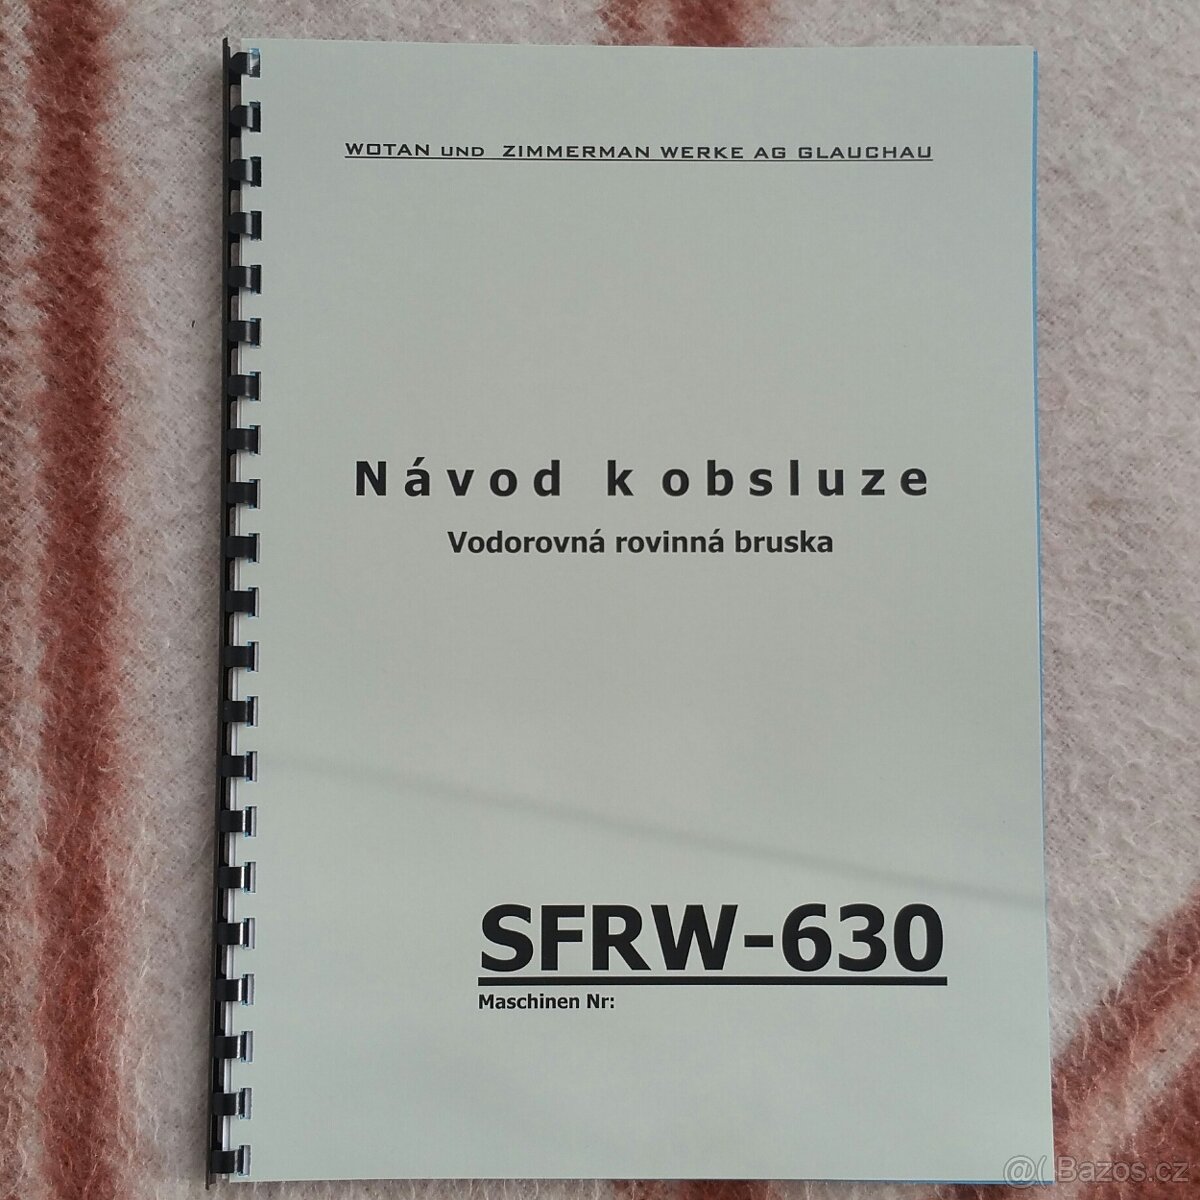 WOTAN UND ZIMMERMAN WERKE AG GLAUCHAU
Návod k obsluze
Vodorovná rovinná bruska
SFRW-630
Maschinen Nr:
@( Bazos.cz